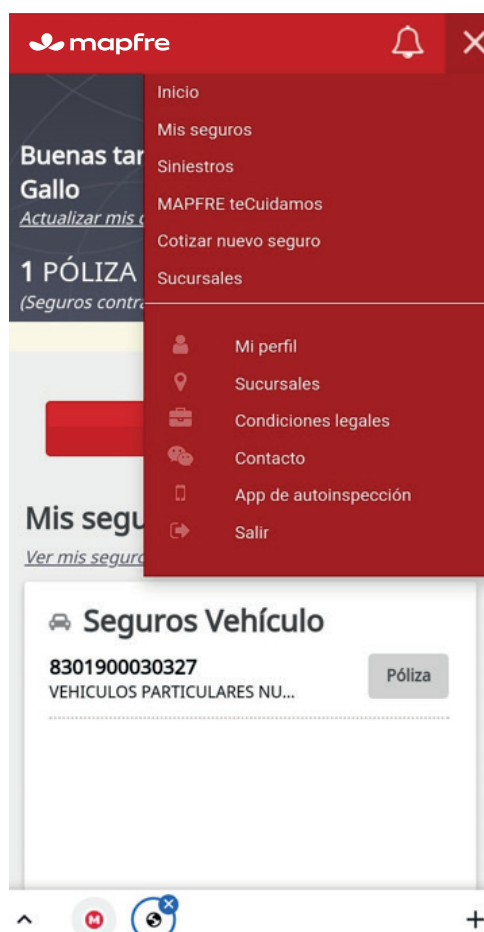 mapfre
Inicio
Mis seguros
Siniestros
MAPFRE teCuidamos
Cotizar nuevo seguro
Sucursales
Mi perfil
Sucursales
Condiciones legales
Contacto
App de autoinspección
Salir
Buenas tar
Gallo
Actualizar mis
1 PÓLIZA
(Seguros contra
Mis segu
Ver mis seguro
Seguros Vehículo
8301900030327
VEHICULOS PARTICULARES NU...
Póliza